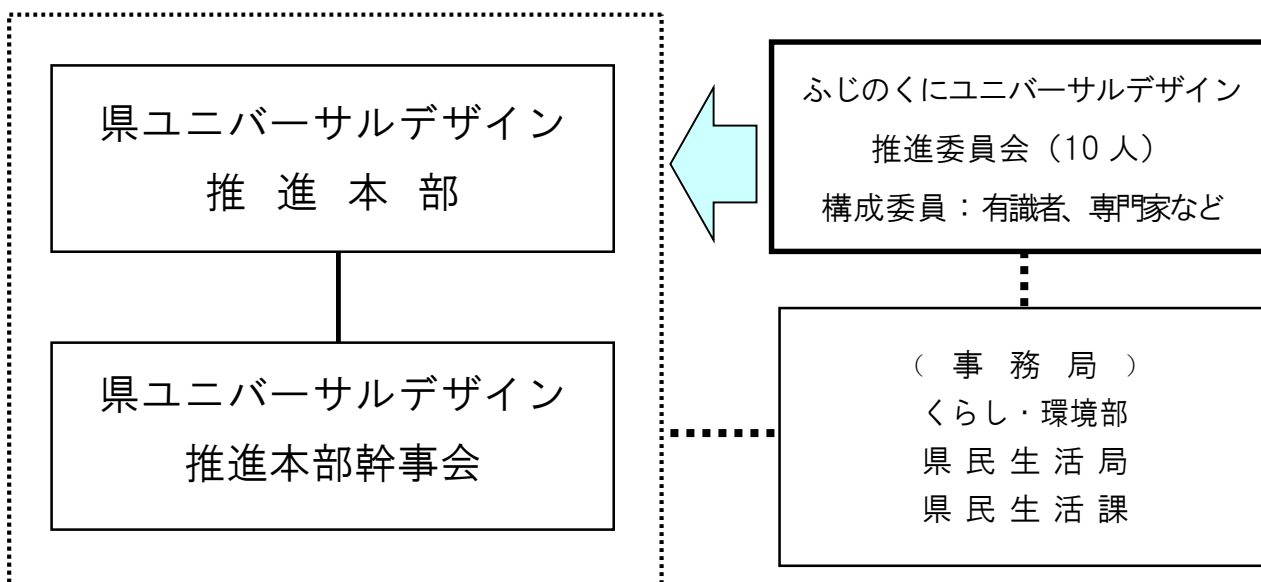 県ユニバーサルデザイン
推進本部
県ユニバーサルデザイン
推進本部幹事会
ふじのくにユニバーサルデザイン
推進委員会（10人）
構成委員：有識者、専門家など
（事務局）
くらし・環境部
県民生活局
県民生活課